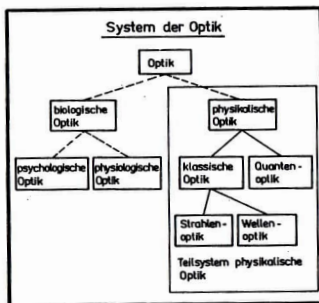 System der Optik
Optik
biologische
Optik
physikalische
Optik
psychologische
Optik
physiologische
Optik
klassische
Optik
Quanten-
optik
Strahlen-
optik
Wellen-
optik
Teilsystem physikalische
Optik